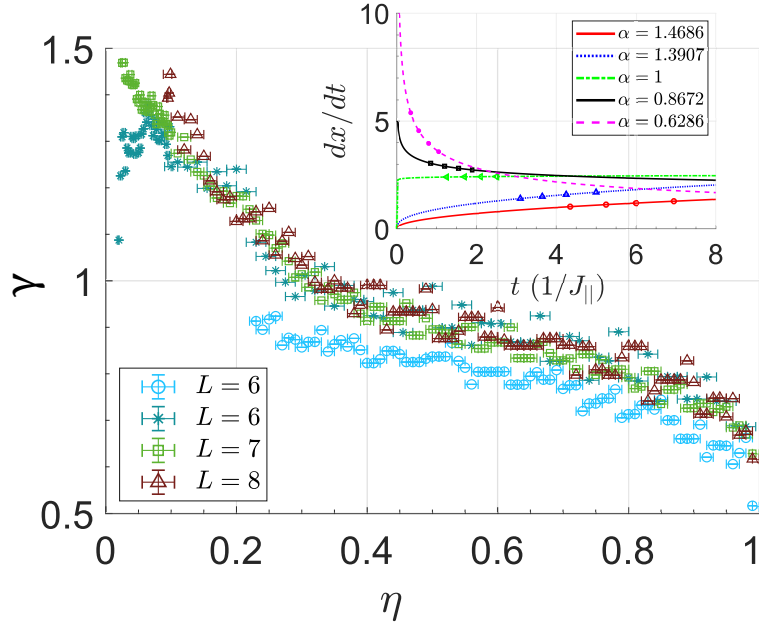 10
5
0
dx/dt
0 2 4 6 8
t (1/J||)
α = 1.4686
α = 1.3907
α = 1
α = 0.8672
α = 0.6286
1.5
1
0.5
γ
L = 6
L = 6
L = 7
L = 8
0 0.2 0.4 0.6 0.8 1
η